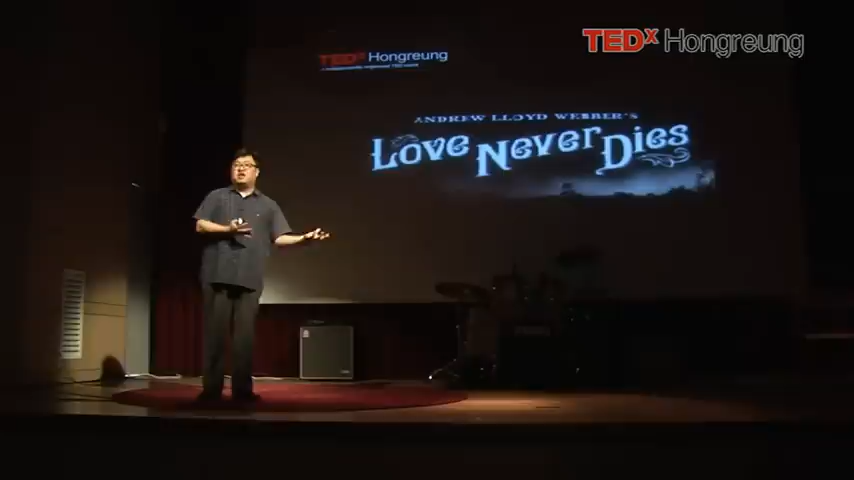 TEDx Hongreung
TEDx Hongreung
ANDREW LLOYD WEBBER'S
LOVE NEVER DIES